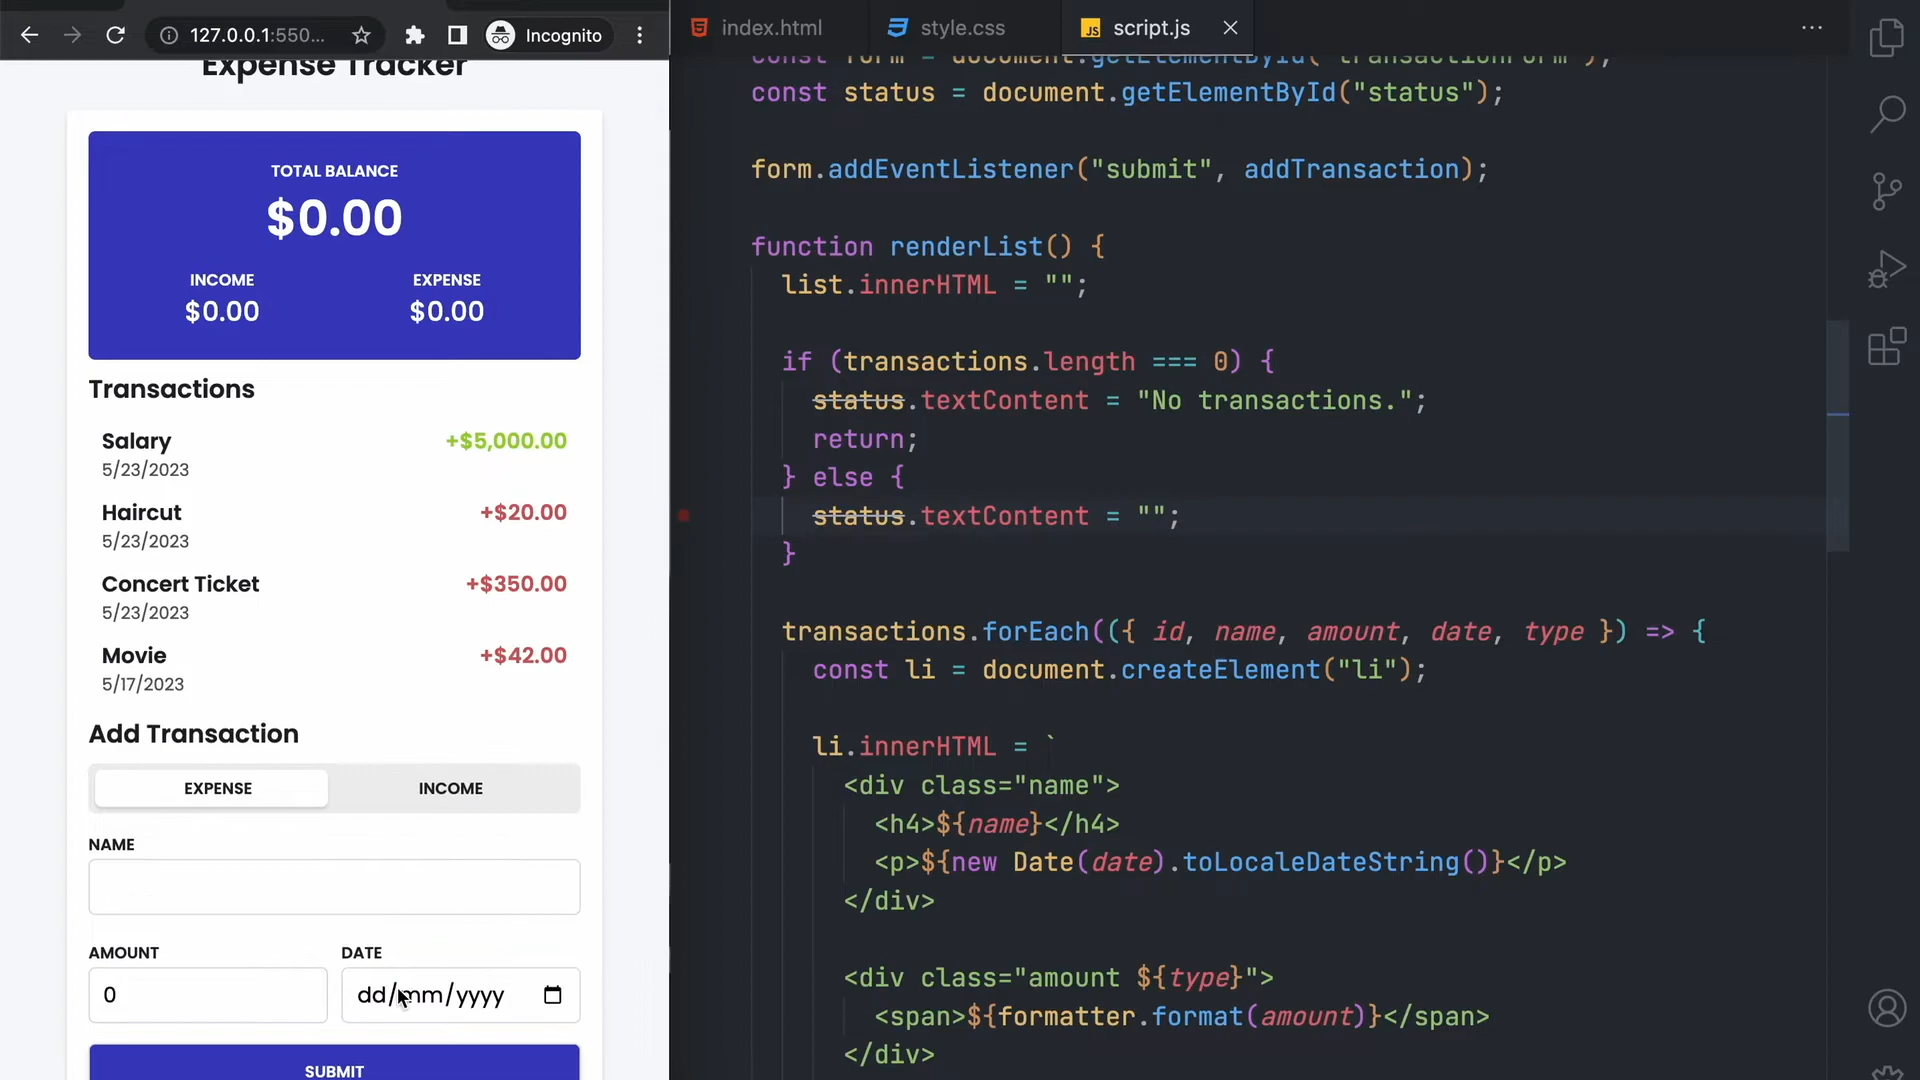 127.0.0.1:550...
Incognito
Expense Tracker
TOTAL BALANCE
$0.00
INCOME
EXPENSE
$0.00
$0.00
Transactions
Salary
+$5,000.00
5/23/2023
Haircut
+$20.00
5/23/2023
Concert Ticket
+$350.00
5/23/2023
Movie
+$42.00
5/17/2023
Add Transaction
EXPENSE
INCOME
NAME
AMOUNT
DATE
0
dd/mm/yyyy
SUBMIT
index.html
style.css
JS script.js
const form = document.getElementById("transactionForm");
const status = document.getElementById("status");
form.addEventListener("submit", addTransaction);
function renderList() {
list.innerHTML = "";
if (transactions.length === 0) {
status.textContent = "No transactions.";
return;
} else {
status.textContent = "";
}
transactions.forEach(({ id, name, amount, date, type }) => {
const li = document.createElement("li");
li.innerHTML = `
<div class="name">
<h4>${name}</h4>
<p>${new Date(date).toLocaleDateString()}</p>
</div>
<div class="amount ${type}">
<span>${formatter.format(amount)}</span>
</div>